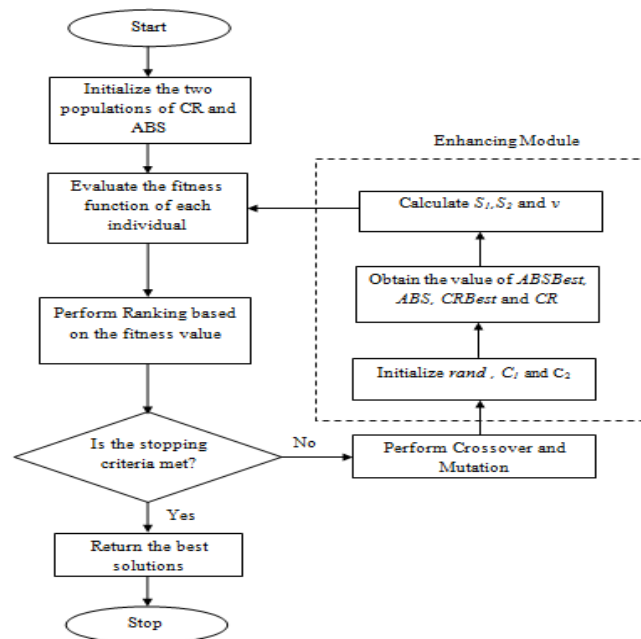 Start
Initialize the two
populations of CR and
ABS
Evaluate the fitness
function of each
individual
Perform Ranking based
on the fitness value
Is the stopping
criteria met?
No
Yes
Return the best
solutions
Stop
Enhancing Module
Calculate S1,S2 and v
Obtain the value of ABSBest,
ABS, CRBest and CR
Initialize rand , C1 and C2
Perform Crossover and
Mutation